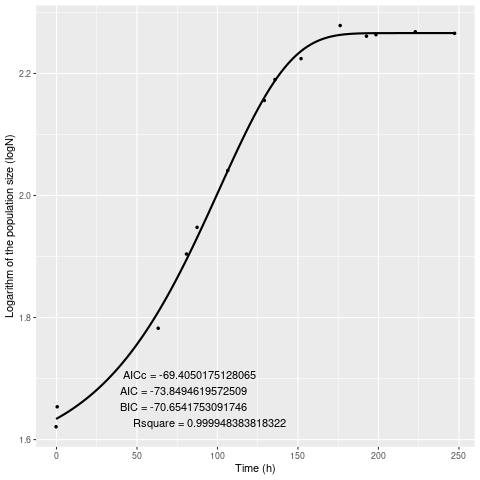 2.2
2.0
1.8
1.6
Logarithm of the population size (logN)
AICc = -69.4050175128065
AIC = -73.8494619572509
BIC = -70.6541753091746
Rsquare = 0.999948383818322
0 50 100 150 200 250
Time (h)